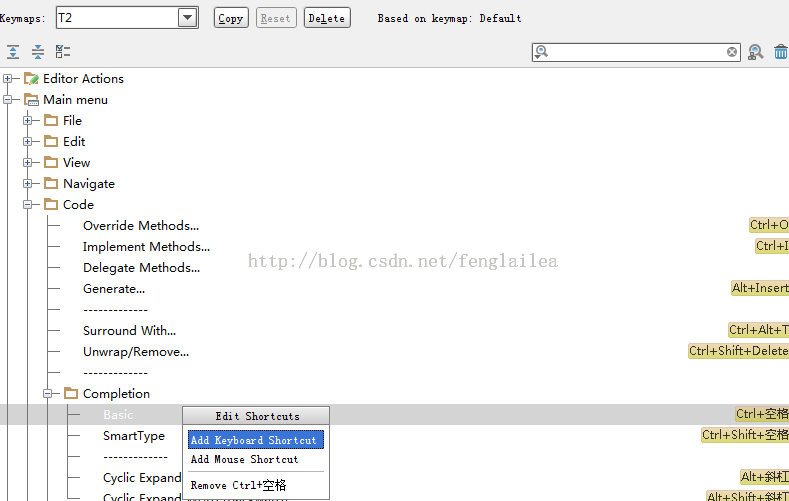 Keymaps: T2 Copy Reset Delete Based on keymap: Default
Editor Actions
Main menu
File
Edit
View
Navigate
Code
Override Methods... Ctrl+O
Implement Methods... Ctrl+I
http://blog.csdn.net/fenglailea
Delegate Methods...
Generate... Alt+Insert
-------------
Surround With... Ctrl+Alt+T
Unwrap/Remove... Ctrl+Shift+Delete
-------------
Completion
Basic Edit Shortcuts Ctrl+空格
SmartType Add Keyboard Shortcut Ctrl+Shift+空格
------------- Add Mouse Shortcut
Cyclic Expand Remove Ctrl+空格 Alt+斜杠
Cyclic Expand Alt+Shift+斜杠